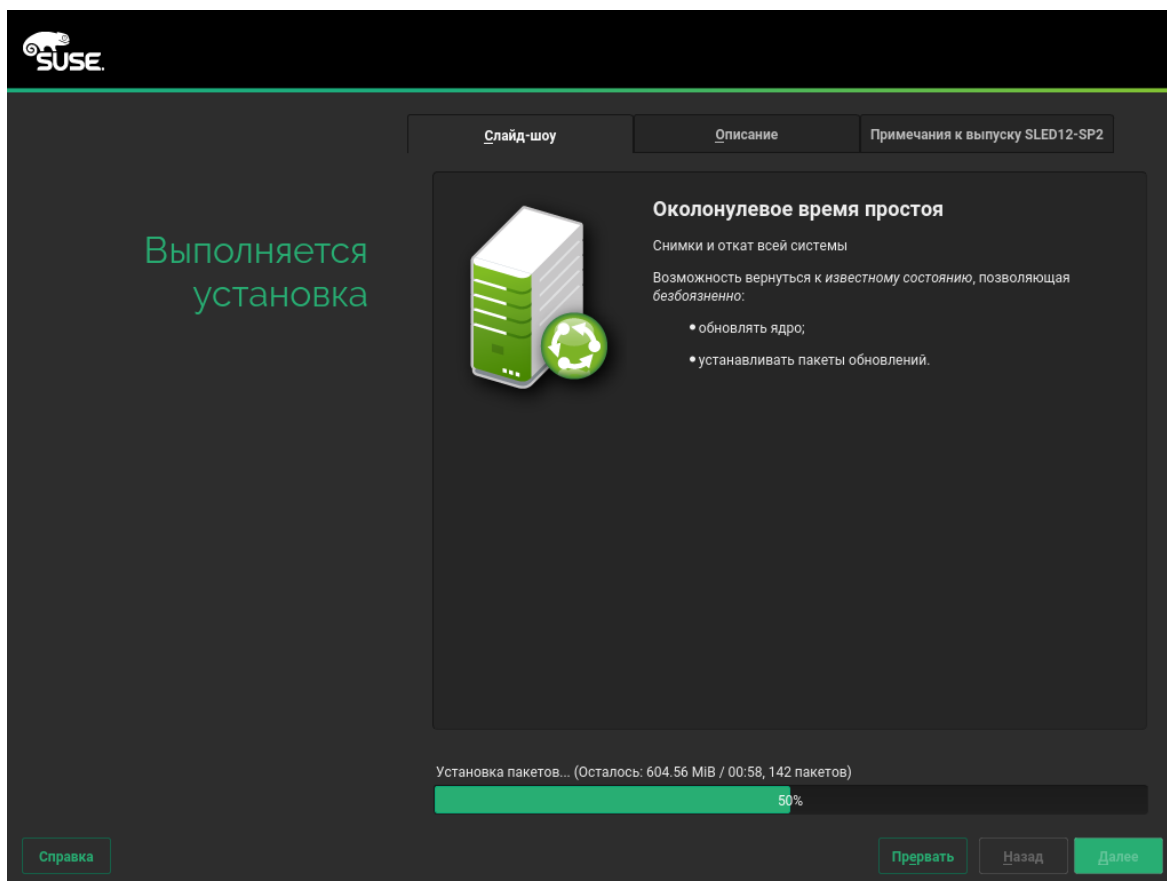 SUSE.
Слайд-шоу
Описание
Примечания к выпуску SLED12-SP2
Выполняется
установка
Околонулевое время простоя
Снимки и откат всей системы
Возможность вернуться к известному состоянию, позволяющая
безбоязненно:
• обновлять ядро;
• устанавливать пакеты обновлений.
Установка пакетов... (Осталось: 604.56 MiB / 00:58, 142 пакетов)
50%
Справка
Прервать
Назад
Далее